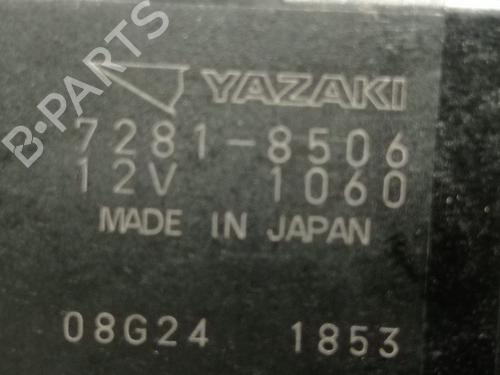 B-PARTS
YAZAKI
7281-8506
12V 1060
MADE IN JAPAN
08G24 1853